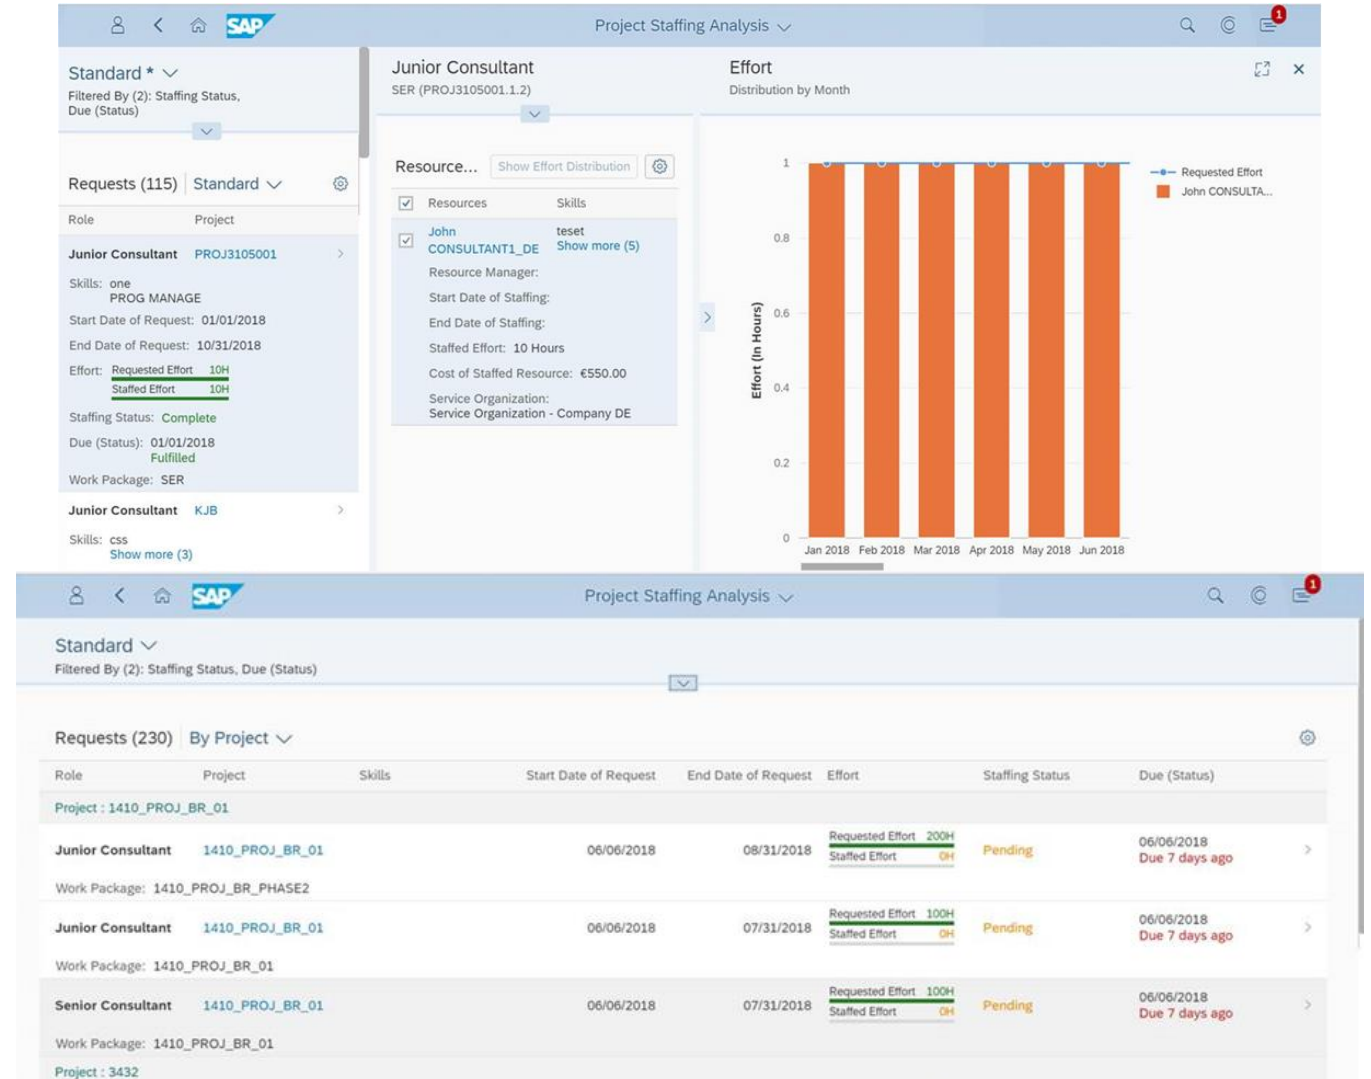 SAP
Project Staffing Analysis
1
Standard *
Filtered By (2): Staffing Status,
Due (Status)
Requests (115) Standard
Role Project
Junior Consultant PROJ3105001
Skills: one
PROG MANAGE
Start Date of Request: 01/01/2018
End Date of Request: 10/31/2018
Effort: Requested Effort 10H
Staffed Effort 10H
Staffing Status: Complete
Due (Status): 01/01/2018
Fulfilled
Work Package: SER
Junior Consultant KJB
Skills: css
Show more (3)
Junior Consultant
SER (PROJ3105001.1.2)
Resource... Show Effort Distribution
Resources Skills
John teset
CONSULTANT1_DE Show more (5)
Resource Manager:
Start Date of Staffing:
End Date of Staffing:
Staffed Effort: 10 Hours
Cost of Staffed Resource: €550.00
Service Organization:
Service Organization - Company DE
Effort
Distribution by Month
Effort (In Hours)
1
0.8
0.6
0.4
0.2
0
Jan 2018 Feb 2018 Mar 2018 Apr 2018 May 2018 Jun 2018
Requested Effort
John CONSULTA...
SAP
Project Staffing Analysis
1
Standard
Filtered By (2): Staffing Status, Due (Status)
Requests (230) By Project
Role Project Skills Start Date of Request End Date of Request Effort Staffing Status Due (Status)
Project : 1410_PROJ_BR_01
Junior Consultant 1410_PROJ_BR_01 06/06/2018 08/31/2018 Requested Effort 200H Pending 06/06/2018
Staffed Effort 0H Due 7 days ago
Work Package: 1410_PROJ_BR_PHASE2
Junior Consultant 1410_PROJ_BR_01 06/06/2018 07/31/2018 Requested Effort 100H Pending 06/06/2018
Staffed Effort 0H Due 7 days ago
Work Package: 1410_PROJ_BR_01
Senior Consultant 1410_PROJ_BR_01 06/06/2018 07/31/2018 Requested Effort 100H Pending 06/06/2018
Staffed Effort 0H Due 7 days ago
Work Package: 1410_PROJ_BR_01
Project : 3432